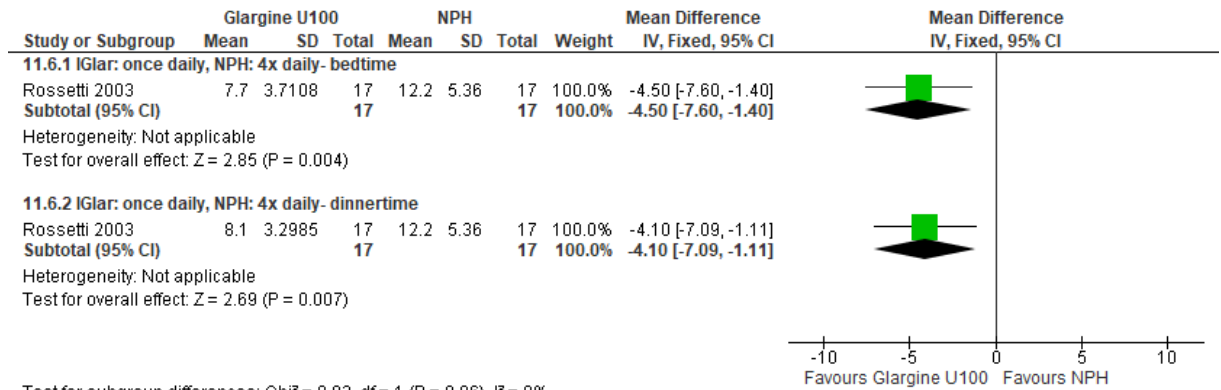 Glargine U100 NPH Mean Difference Mean Difference
Study or Subgroup Mean SD Total Mean SD Total Weight IV, Fixed, 95% CI IV, Fixed, 95% CI
11.6.1 IGlar: once daily, NPH: 4x daily- bedtime
Rossetti 2003 7.7 3.7108 17 12.2 5.36 17 100.0% -4.50 [-7.60, -1.40]
Subtotal (95% CI) 17 17 100.0% -4.50 [-7.60, -1.40]
Heterogeneity: Not applicable
Test for overall effect: Z = 2.85 (P = 0.004)
11.6.2 IGlar: once daily, NPH: 4x daily- dinnertime
Rossetti 2003 8.1 3.2985 17 12.2 5.36 17 100.0% -4.10 [-7.09, -1.11]
Subtotal (95% CI) 17 17 100.0% -4.10 [-7.09, -1.11]
Heterogeneity: Not applicable
Test for overall effect: Z = 2.69 (P = 0.007)
-10 -5 0 5 10
Favours Glargine U100 Favours NPH
Test for subgroup differences: